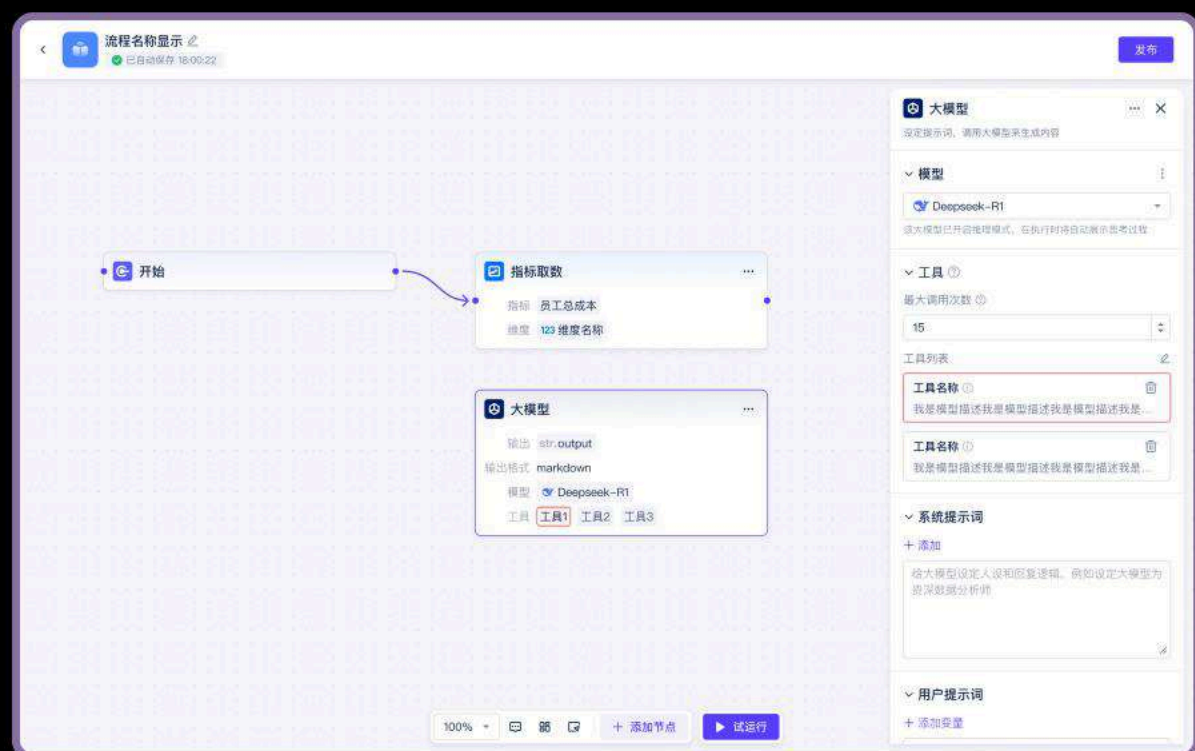 流程名称显示
已自动保存 18:00:22
发布
开始
指标取数
指标 员工总成本
维度 123 维度名称
大模型
输出 str.output
输出格式 markdown
模型 Deepseek-R1
工具 工具1 工具2 工具3
100%
添加节点
试运行
大模型
设定提示词，调用大模型来生成内容
模型
Deepseek-R1
该大模型已开启推理模式，在执行时将自动展示思考过程
工具
最大调用次数
15
工具列表
工具名称
我是模型描述我是模型描述我是模型描述我是...
工具名称
我是模型描述我是模型描述我是模型描述我是...
系统提示词
+ 添加
给大模型设定人设和回复逻辑，例如设定大模型为
资深数据分析师
用户提示词
+ 添加变量